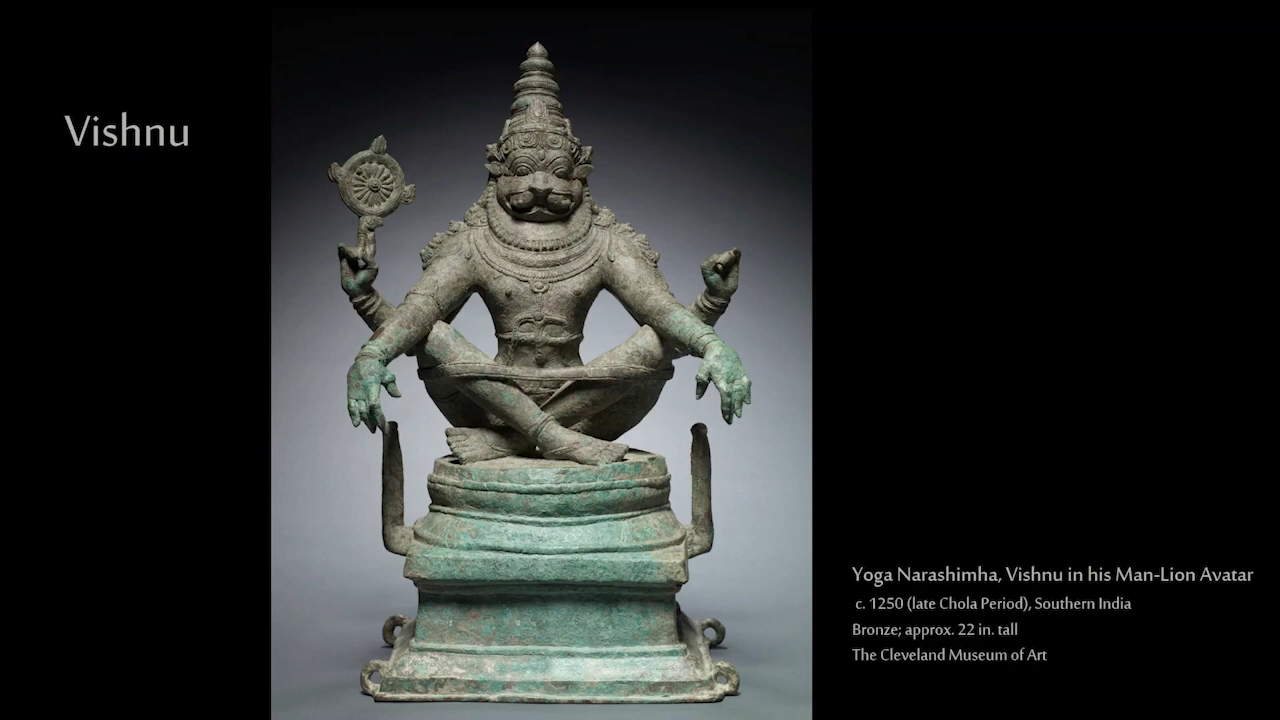 Vishnu
Yoga Narashimha, Vishnu in his Man-Lion Avatar
c. 1250 (late Chola Period), Southern India
Bronze; approx. 22 in. tall
The Cleveland Museum of Art